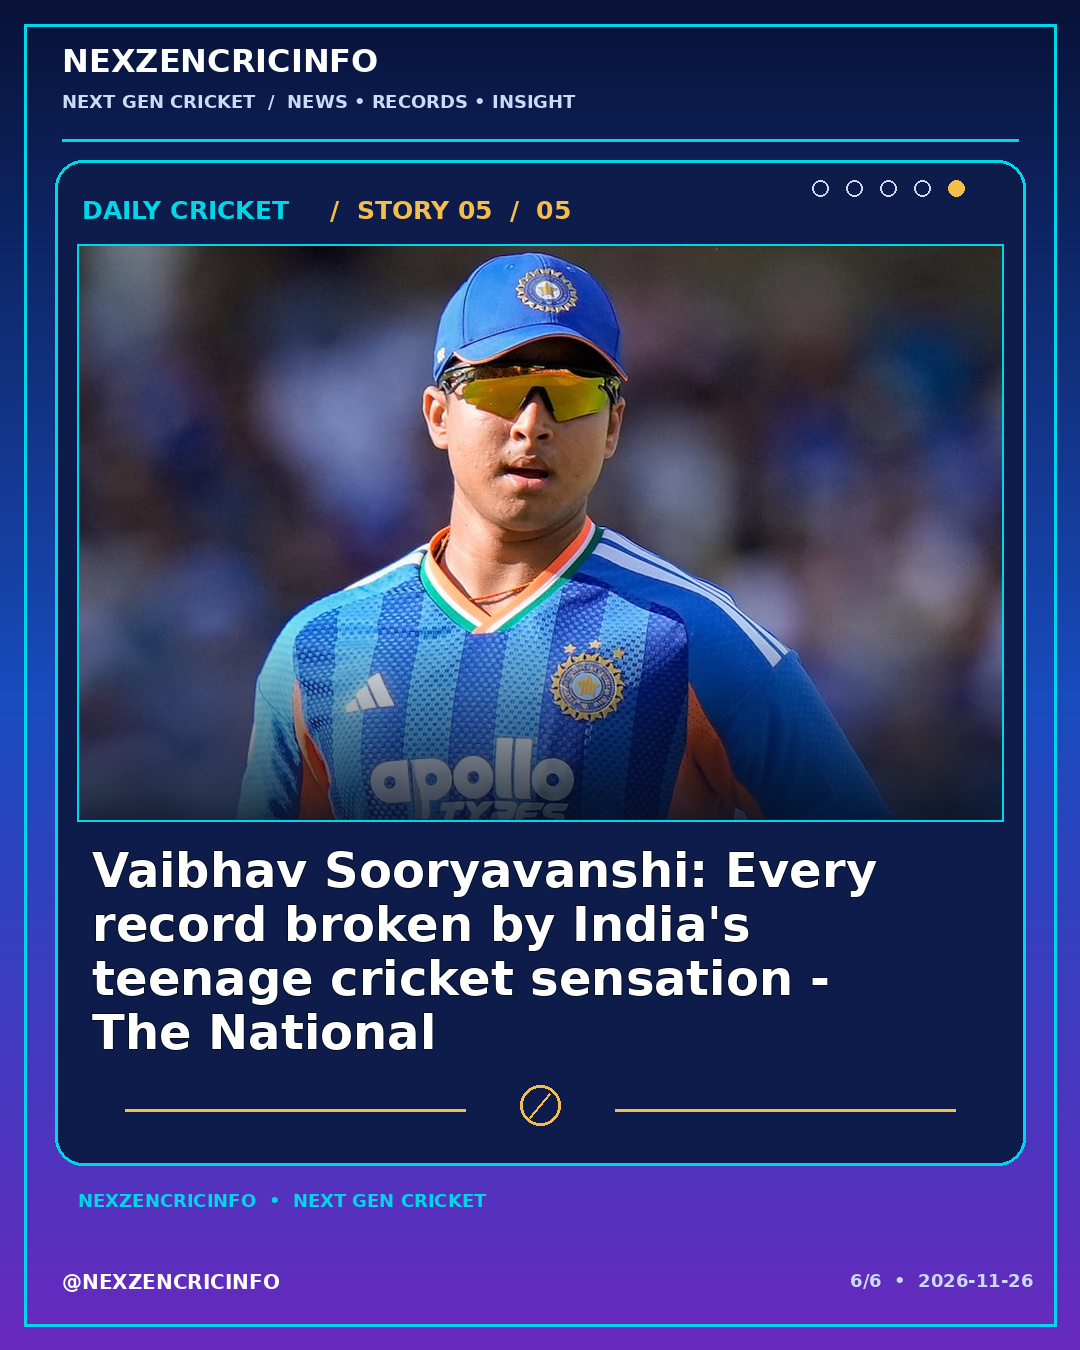 NEXZENCRICINFO
NEXT GEN CRICKET / NEWS • RECORDS • INSIGHT
DAILY CRICKET / STORY 05 / 05
apollo
TYRES
Vaibhav Sooryavanshi: Every
record broken by India's
teenage cricket sensation -
The National
NEXZENCRICINFO • NEXT GEN CRICKET
@NEXZENCRICINFO
6/6 • 2026-11-26